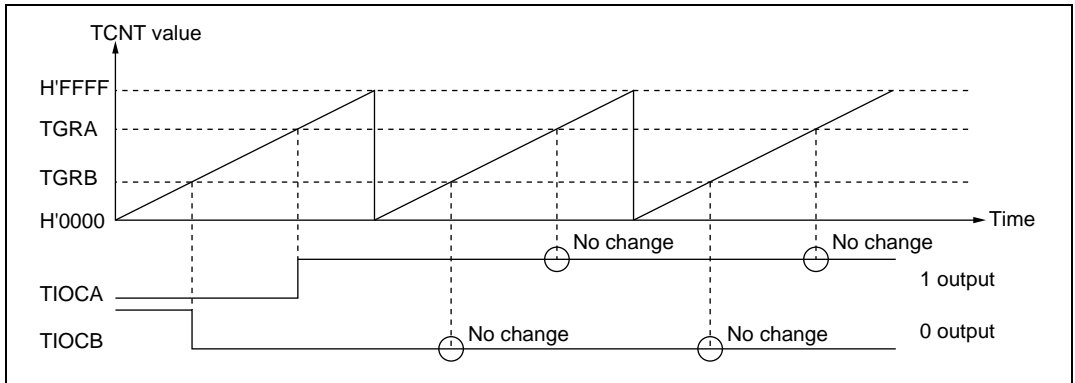 TCNT value
H'FFFF
TGRA
TGRB
H'0000
Time
No change
No change
1 output
TIOCA
No change
No change
0 output
TIOCB